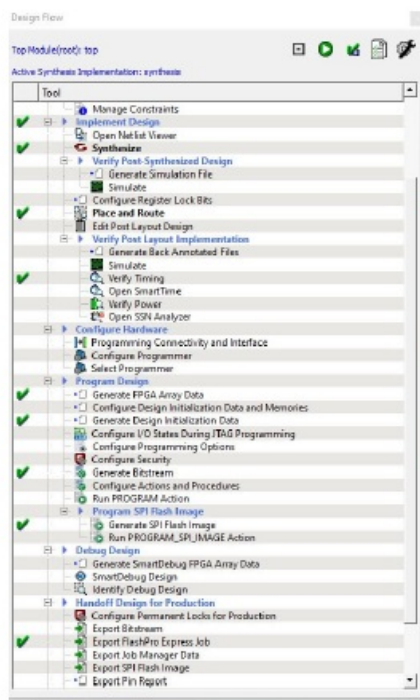 Design Flow
Top Module(root): top
Active Synthesis Implementation: synthesis
Tool
Manage Constraints
Implement Design
Open Netlist Viewer
Synthesize
Verify Post-Synthesized Design
Generate Simulation File
Simulate
Configure Register Lock Bits
Place and Route
Edit Post Layout Design
Verify Post Layout Implementation
Generate Back Annotated Files
Simulate
Verify Timing
Open SmartTime
Verify Power
Open SSN Analyzer
Configure Hardware
Programming Connectivity and Interface
Configure Programmer
Select Programmer
Program Design
Generate FPGA Array Data
Configure Design Initialization Data and Memories
Generate Design Initialization Data
Configure I/O States During JTAG Programming
Configure Programming Options
Configure Security
Generate Bitstream
Configure Actions and Procedures
Run PROGRAM Action
Program SPI Flash Image
Generate SPI Flash Image
Run PROGRAM_SPI_IMAGE Action
Debug Design
Generate SmartDebug FPGA Array Data
SmartDebug Design
Identify Debug Design
Handoff Design for Production
Configure Permanent Locks for Production
Export Bitstream
Export FlashPro Express Job
Export Job Manager Data
Export SPI Flash Image
Export Pin Report